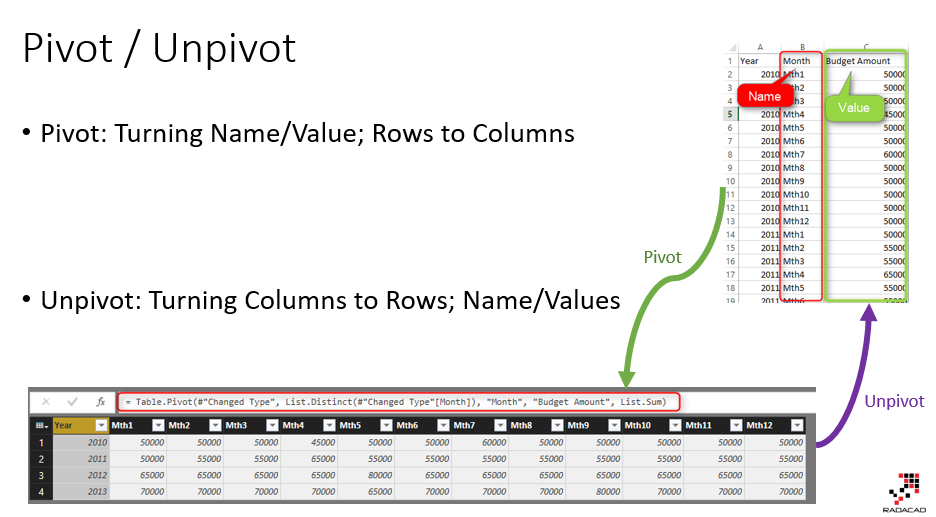 Pivot / Unpivot
• Pivot: Turning Name/Value; Rows to Columns
• Unpivot: Turning Columns to Rows; Name/Values
A B C
1 Year Month Budget Amount
2 2010 Mth1 50000
3 th2 50000
4 th3 50000
5 2010 Mth4 45000
6 2010 Mth5 50000
7 2010 Mth6 50000
8 2010 Mth7 60000
9 2010 Mth8 50000
10 2010 Mth9 50000
11 2010 Mth10 50000
12 2010 Mth11 50000
13 2010 Mth12 50000
14 2011 Mth1 50000
15 2011 Mth2 55000
16 2011 Mth3 55000
17 2011 Mth4 65000
18 2011 Mth5 55000
19 2011 Mth6 55000
Name
Value
Pivot
Unpivot
fx = Table.Pivot(#"Changed Type", List.Distinct(#"Changed Type"[Month]), "Month", "Budget Amount", List.Sum)
Year Mth1 Mth2 Mth3 Mth4 Mth5 Mth6 Mth7 Mth8 Mth9 Mth10 Mth11 Mth12
1 2010 50000 50000 50000 45000 50000 50000 60000 50000 50000 50000 50000 50000
2 2011 50000 55000 55000 65000 55000 55000 55000 55000 55000 55000 55000 55000
3 2012 65000 65000 65000 65000 80000 65000 65000 65000 65000 65000 65000 65000
4 2013 70000 70000 70000 70000 65000 70000 70000 70000 80000 70000 70000 70000
RADACAD